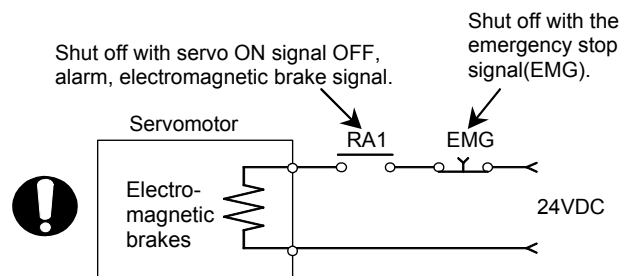 Shut off with the
emergency stop
signal(EMG).
Shut off with servo ON signal OFF,
alarm, electromagnetic brake signal.
Servomotor
RA1
EMG
Electro-
magnetic
brakes
24VDC